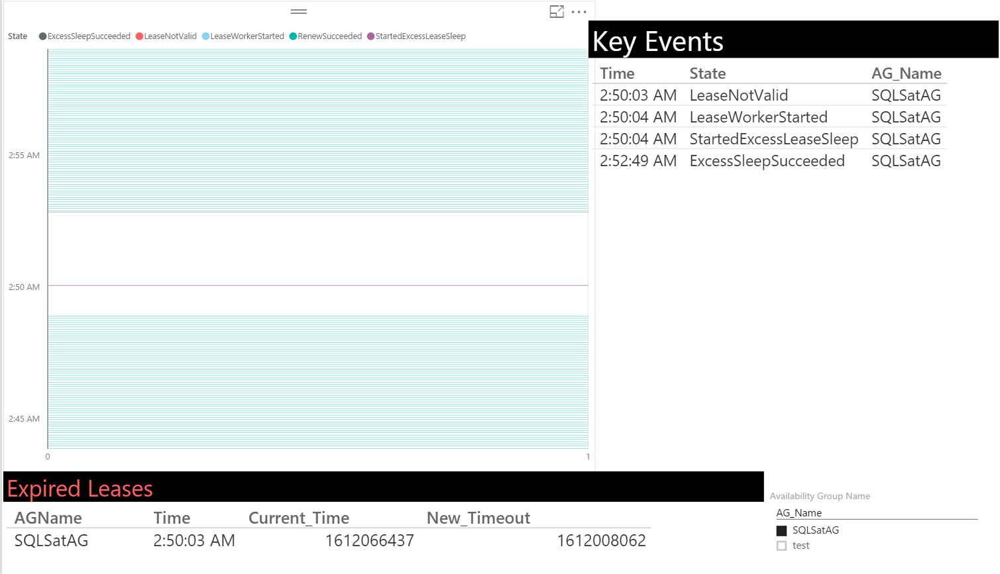 State ExcessSleepSucceeded LeaseNotValid LeaseWorkerStarted RenewSucceeded StartedExcessLeaseSleep
2:55 AM
2:50 AM
2:45 AM
0 1
Key Events
Time State AG_Name
2:50:03 AM LeaseNotValid SQLSatAG
2:50:04 AM LeaseWorkerStarted SQLSatAG
2:50:04 AM StartedExcessLeaseSleep SQLSatAG
2:52:49 AM ExcessSleepSucceeded SQLSatAG
Expired Leases
AGName Time Current_Time New_Timeout
SQLSatAG 2:50:03 AM 1612066437 1612008062
Availability Group Name
AG_Name
SQLSatAG
test